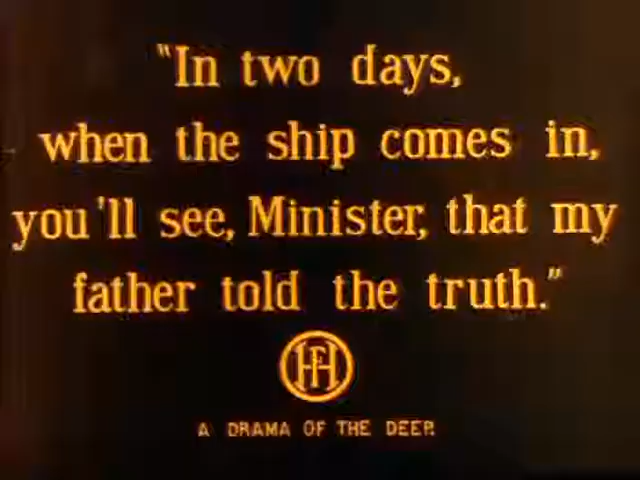 "In two days,
when the ship comes in,
you'll see, Minister, that my
father told the truth."
HF
A DRAMA OF THE DEEP.